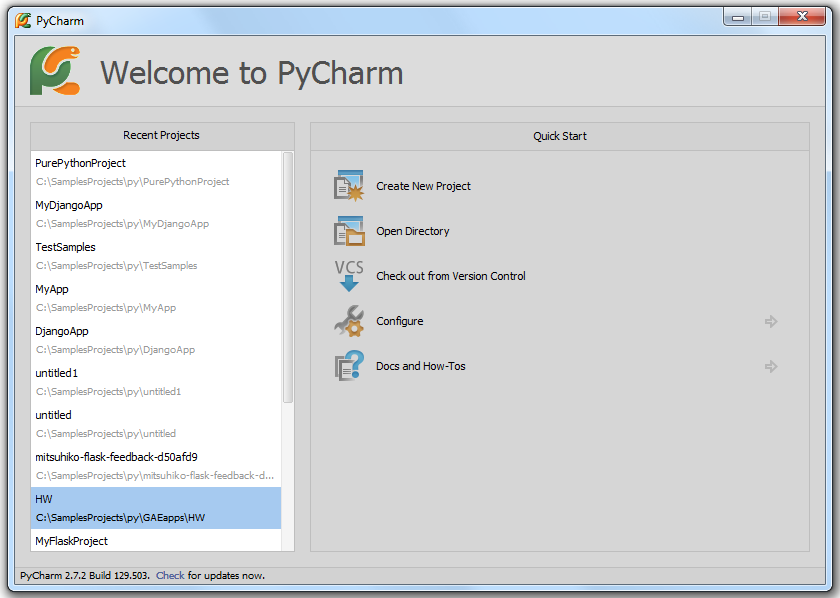 PyCharm
Welcome to PyCharm
Recent Projects
PurePythonProject
C:\SamplesProjects\py\PurePythonProject
MyDjangoApp
C:\SamplesProjects\py\MyDjangoApp
TestSamples
C:\SamplesProjects\py\TestSamples
MyApp
C:\SamplesProjects\py\MyApp
DjangoApp
C:\SamplesProjects\py\DjangoApp
untitled1
C:\SamplesProjects\py\untitled1
untitled
C:\SamplesProjects\py\untitled
mitsuhiko-flask-feedback-d50afd9
C:\SamplesProjects\py\mitsuhiko-flask-feedback-d...
HW
C:\SamplesProjects\py\GAEapps\HW
MyFlaskProject
Quick Start
Create New Project
Open Directory
VCS
Check out from Version Control
Configure
Docs and How-Tos
PyCharm 2.7.2 Build 129.503. Check for updates now.